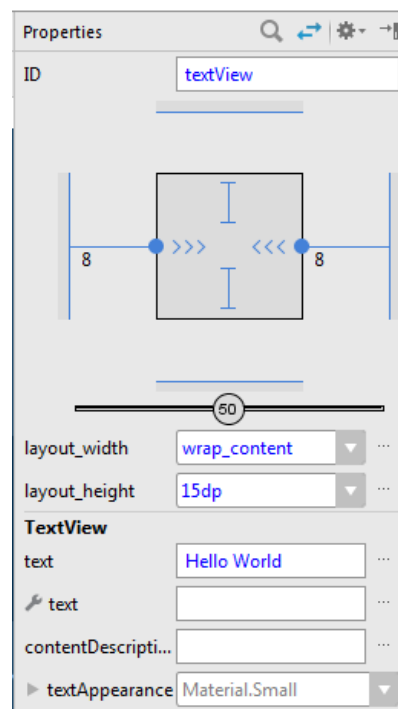 Properties
ID textView
8 >>> <<< 8
50
layout_width wrap_content ...
layout_height 15dp ...
TextView
text Hello World ...
text ...
contentDescripti... ...
textAppearance Material.Small